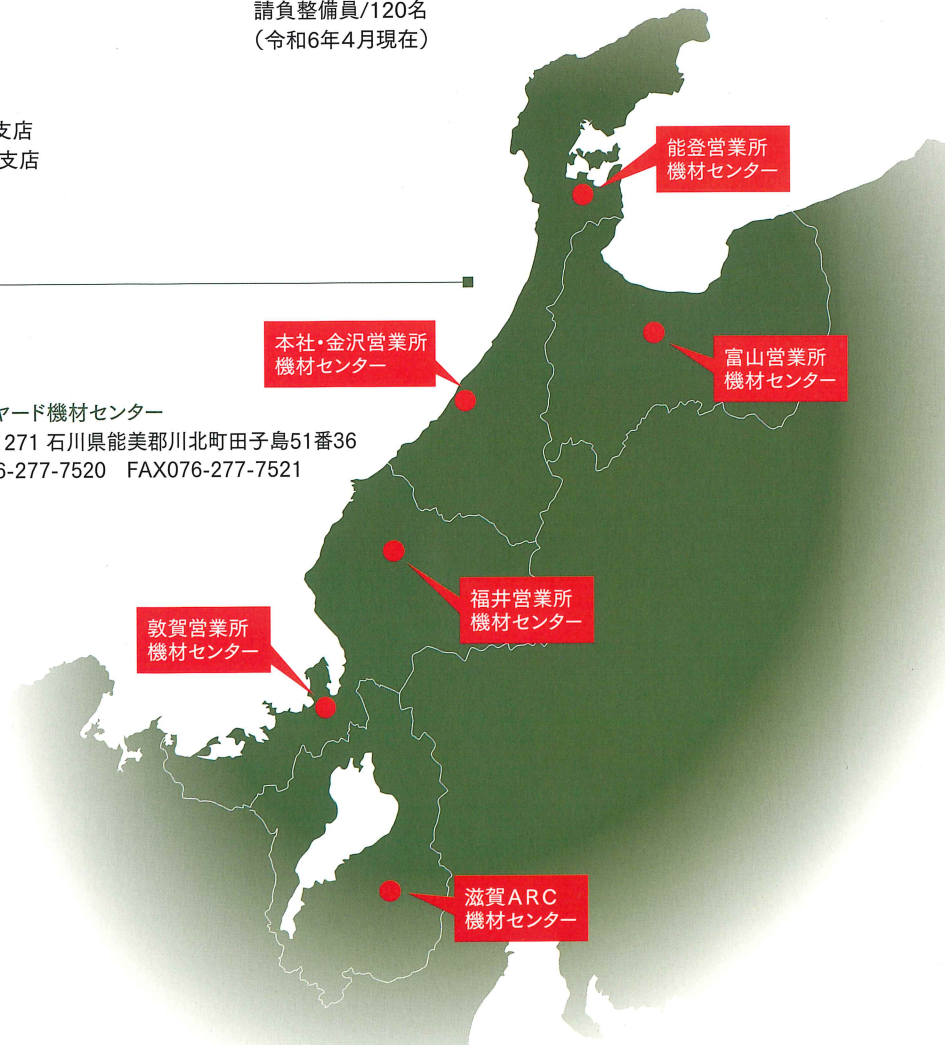 請負整備員/120名
（令和6年4月現在）
支店
支店
ヤード機材センター
271 石川県能美郡川北町田子島51番36
6-277-7520　FAX076-277-7521
能登営業所
機材センター
本社・金沢営業所
機材センター
富山営業所
機材センター
福井営業所
機材センター
敦賀営業所
機材センター
滋賀ARC
機材センター